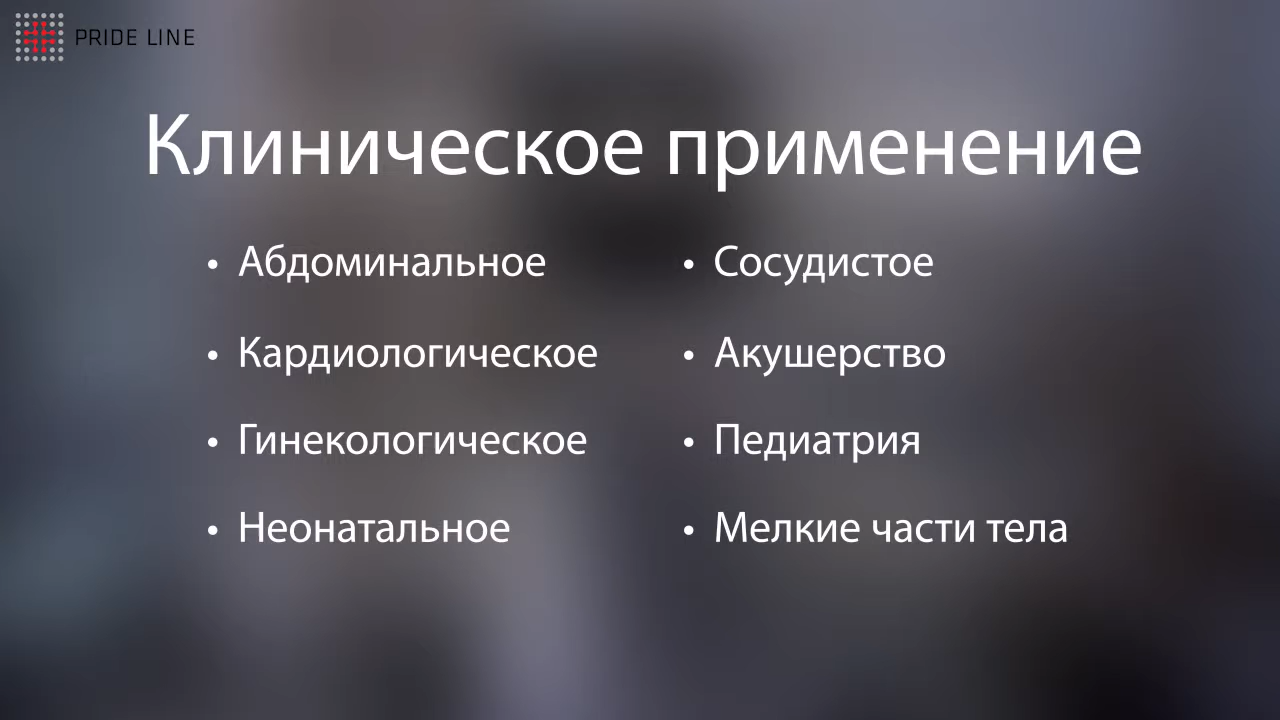 PRIDE LINE
Клиническое применение
• Абдоминальное
• Кардиологическое
• Гинекологическое
• Неонатальное
• Сосудистое
• Акушерство
• Педиатрия
• Мелкие части тела